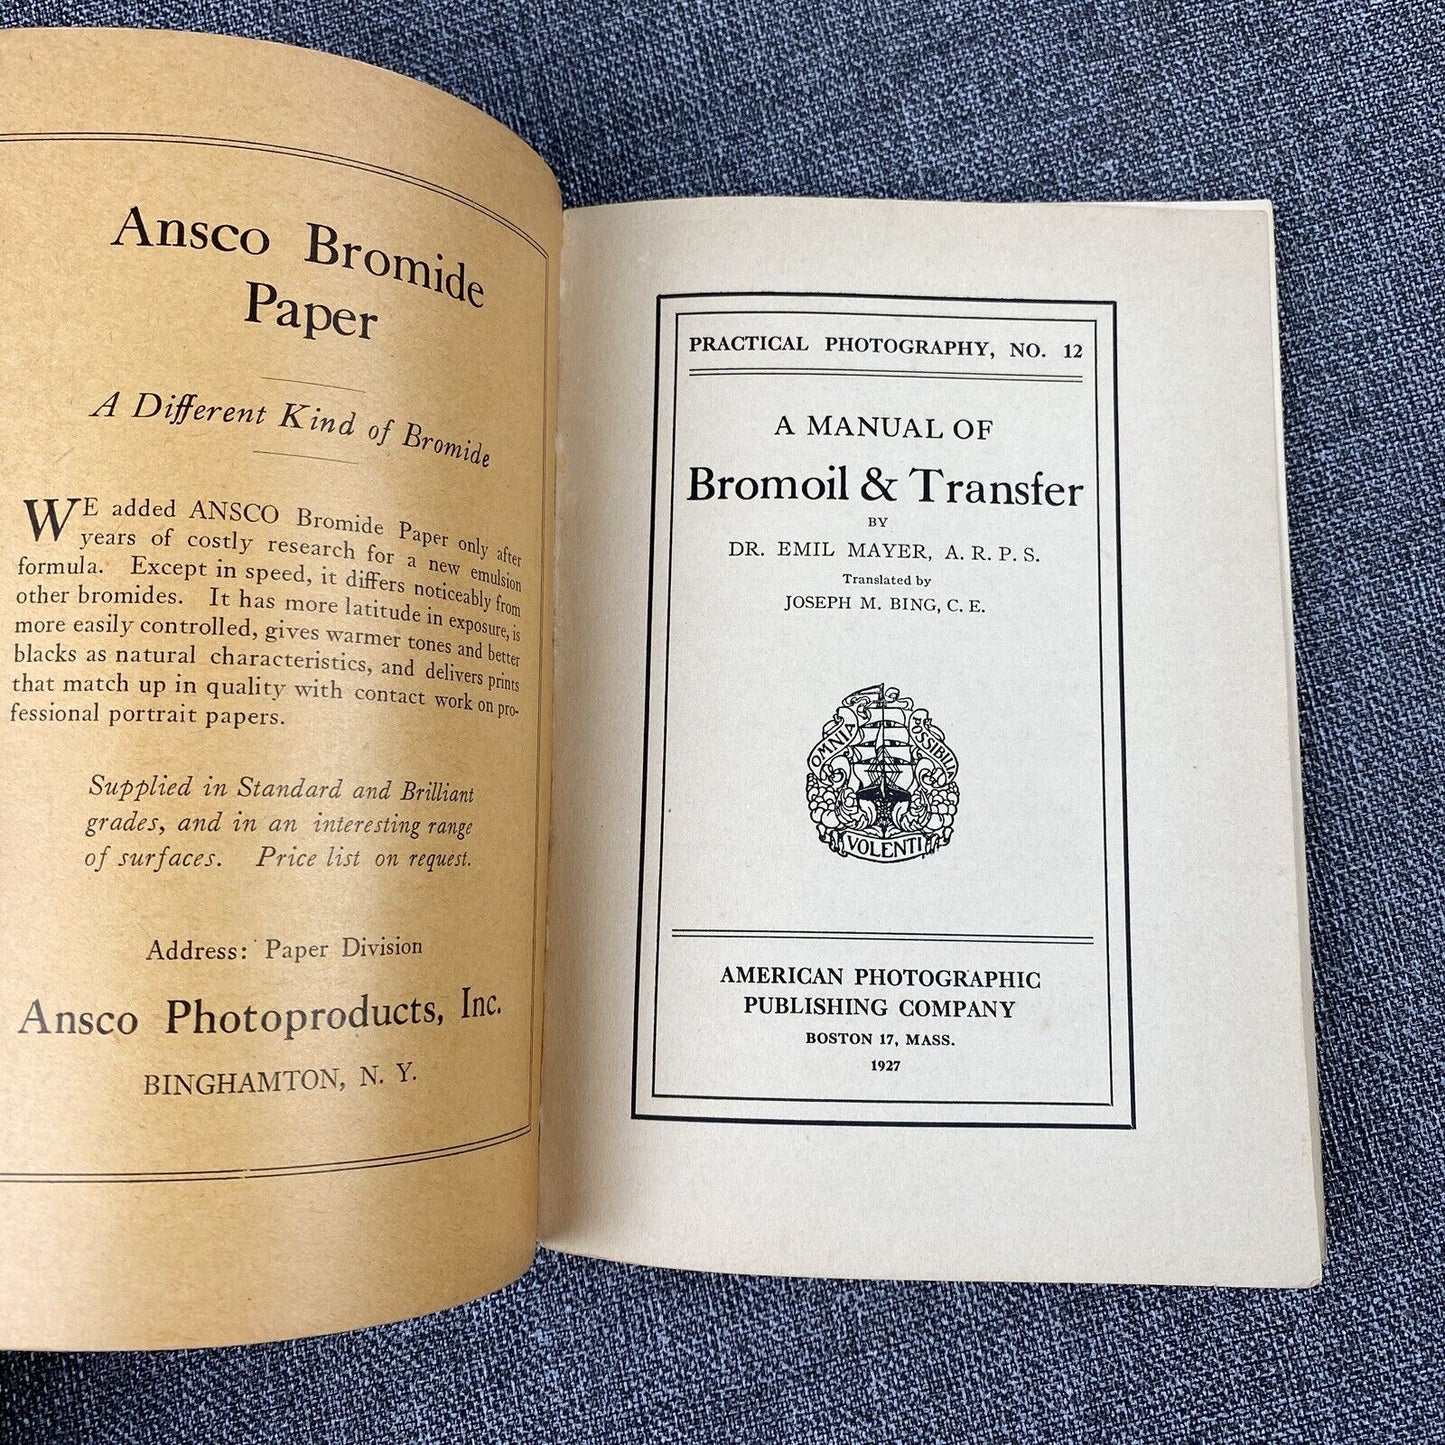 Ansco Bromide
Paper
A Different Kind of Bromide
WE added ANSCO Bromide Paper only after
years of costly research for a new emulsion
formula. Except in speed, it differs noticeably from
other bromides. It has more latitude in exposure, is
more easily controlled, gives warmer tones and better
blacks as natural characteristics, and delivers prints
that match up in quality with contact work on pro-
fessional portrait papers.
Supplied in Standard and Brilliant
grades, and in an interesting range
of surfaces. Price list on request.
Address: Paper Division
Ansco Photoproducts, Inc.
BINGHAMTON, N. Y.
PRACTICAL PHOTOGRAPHY, NO. 12
A MANUAL OF
Bromoil & Transfer
BY
DR. EMIL MAYER, A. R. P. S.
Translated by
JOSEPH M. BING, C. E.
OMNIA POSSIBILIA
VOLENTI
AMERICAN PHOTOGRAPHIC
PUBLISHING COMPANY
BOSTON 17, MASS.
1927